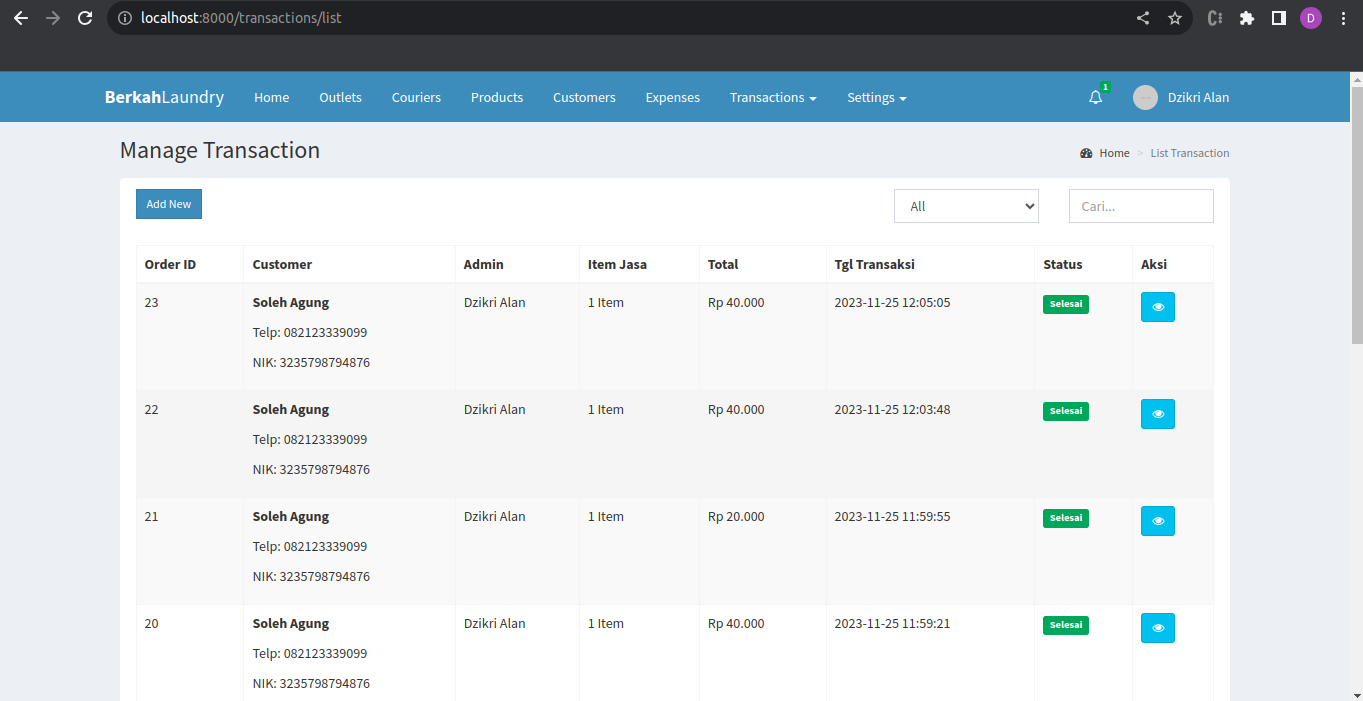 localhost:8000/transactions/list
D
BerkahLaundry Home Outlets Couriers Products Customers Expenses Transactions Settings 1 Dzikri Alan
Manage Transaction
Home > List Transaction
Add New All Cari...
Order ID Customer Admin Item Jasa Total Tgl Transaksi Status Aksi
23 Soleh Agung Dzikri Alan 1 Item Rp 40.000 2023-11-25 12:05:05 Selesai
Telp: 082123339099
NIK: 3235798794876
22 Soleh Agung Dzikri Alan 1 Item Rp 40.000 2023-11-25 12:03:48 Selesai
Telp: 082123339099
NIK: 3235798794876
21 Soleh Agung Dzikri Alan 1 Item Rp 20.000 2023-11-25 11:59:55 Selesai
Telp: 082123339099
NIK: 3235798794876
20 Soleh Agung Dzikri Alan 1 Item Rp 40.000 2023-11-25 11:59:21 Selesai
Telp: 082123339099
NIK: 3235798794876